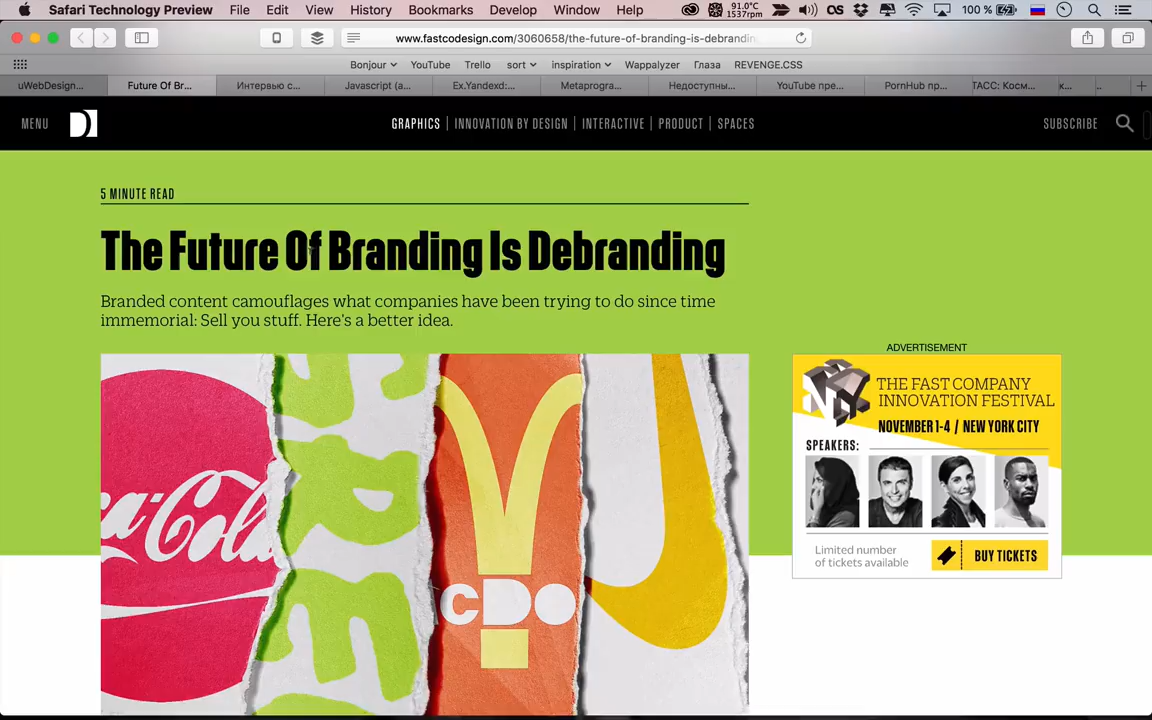 Safari Technology Preview File Edit View History Bookmarks Develop Window Help 91.0°C 1537rpm 100 %
www.fastcodesign.com/3060658/the-future-of-branding-is-debranding
Bonjour YouTube Trello sort inspiration Wappalyzer Глаза REVENGE.CSS
uWebDesign... Future Of Br... Интервью с... Javascript (a... Ex.Yandexd:... Metaprogra... Недоступны... YouTube пре... PornHub пр... ТАСС: Косм... к... ..
MENU GRAPHICS | INNOVATION BY DESIGN | INTERACTIVE | PRODUCT | SPACES SUBSCRIBE
5 MINUTE READ
The Future Of Branding Is Debranding
Branded content camouflages what companies have been trying to do since time
immemorial: Sell you stuff. Here's a better idea.
ca-Cola
CDO
ADVERTISEMENT
NY
THE FAST COMPANY
INNOVATION FESTIVAL
NOVEMBER 1-4 / NEW YORK CITY
SPEAKERS:
Limited number
of tickets available
BUY TICKETS